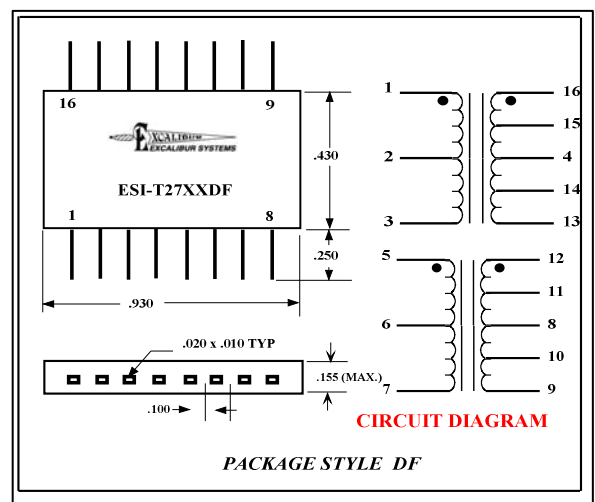 16 9
EXCALIBUR
EXCALIBUR SYSTEMS
ESI-T27XXDF
1 8
.430
.250
.930
.020 x .010 TYP
.155 (MAX.)
.100
1 16
15
2 4
14
3 13
5 12
11
6 8
10
7 9
CIRCUIT DIAGRAM
PACKAGE STYLE DF